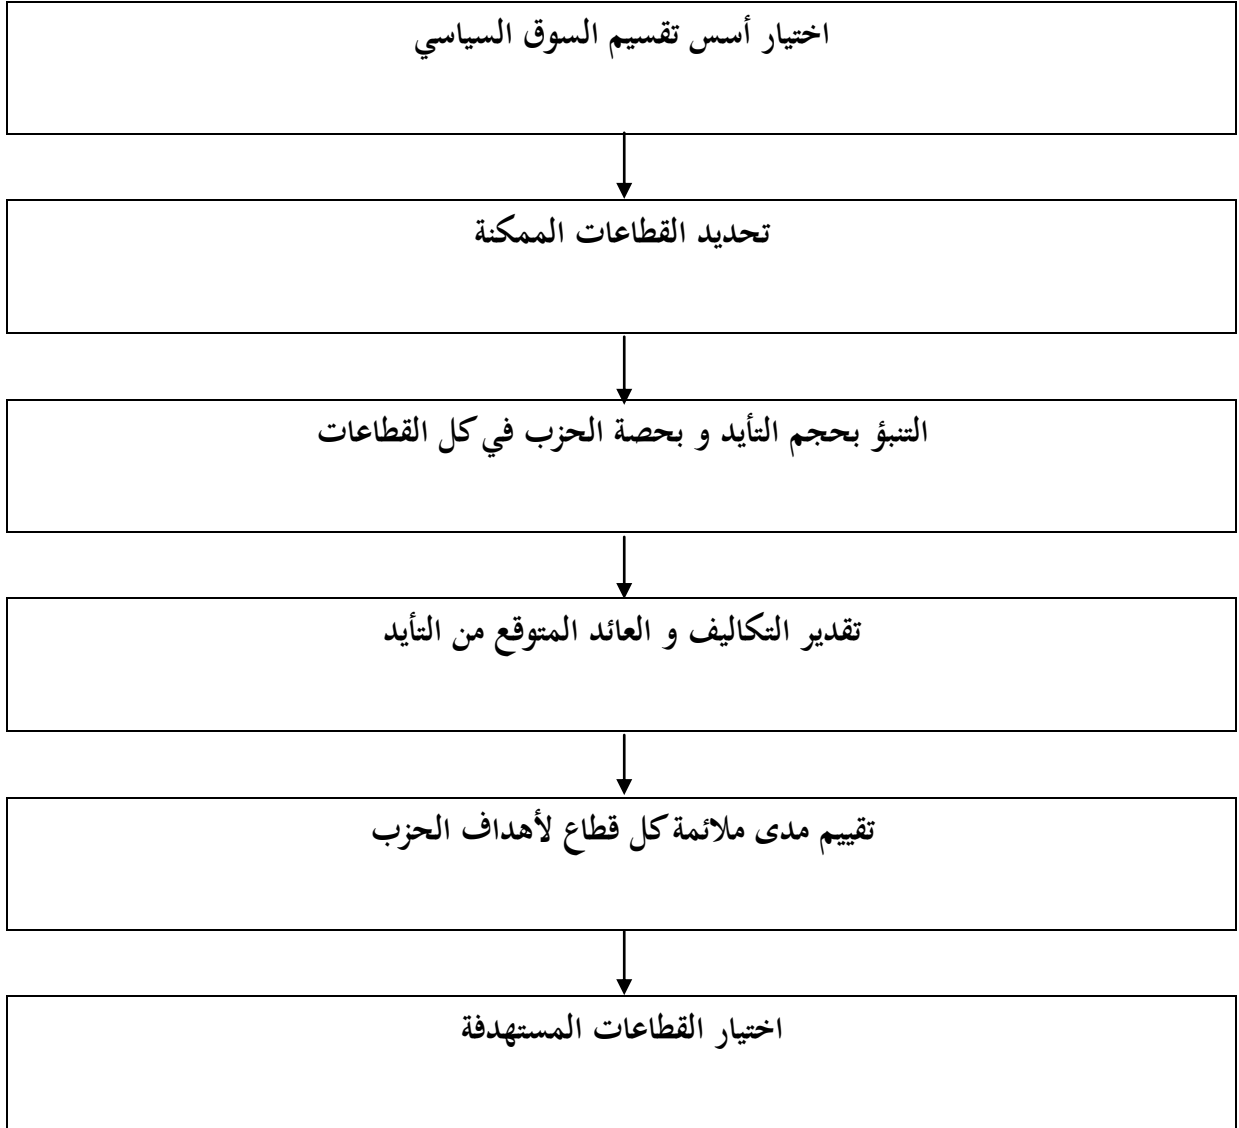 اختيار أسس تقسيم السوق السياسي
تحديد القطاعات الممكنة
التنبؤ بحجم التأيد و بحصة الحزب في كل القطاعات
تقدير التكاليف و العائد المتوقع من التأيد
تقييم مدى ملائمة كل قطاع لأهداف الحزب
اختيار القطاعات المستهدفة